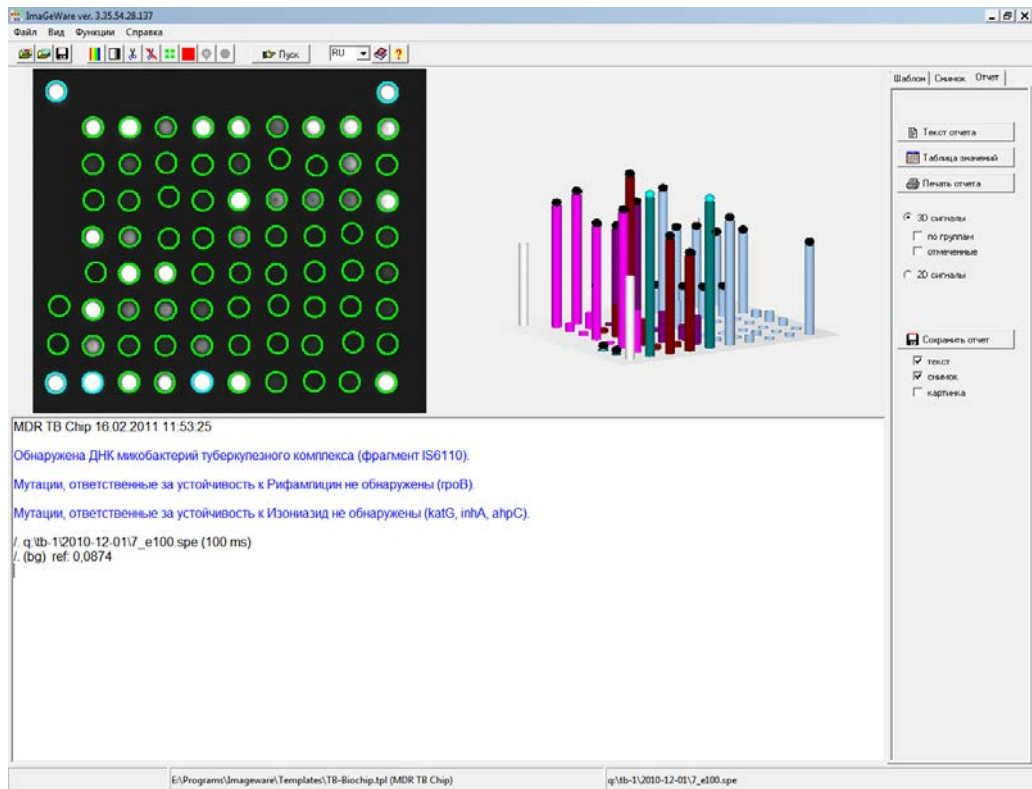 ImaGeWare ver. 3.35.54.28.137
Файл Вид Функции Справка
Пуск RU
Шаблон Снимок Отчет
Текст отчета
Таблица значений
Печать отчета
3D сигналы
по группам
отмеченные
2D сигналы
Сохранить отчет
текст
снимок
картинка
MDR TB Chip 16.02.2011 11:53:25
Обнаружена ДНК микобактерий туберкулезного комплекса (фрагмент IS6110).
Мутации, ответственные за устойчивость к Рифампицин не обнаружены (rpoB).
Мутации, ответственные за устойчивость к Изониазид не обнаружены (katG, inhA, ahpC).
/. q:\tb-1\2010-12-01\7_e100.spe (100 ms)
/. (bg) ref: 0,0874
E:\Programs\Imageware\Templates\TB-Biochip.tpl (MDR TB Chip)
q:\tb-1\2010-12-01\7_e100.spe